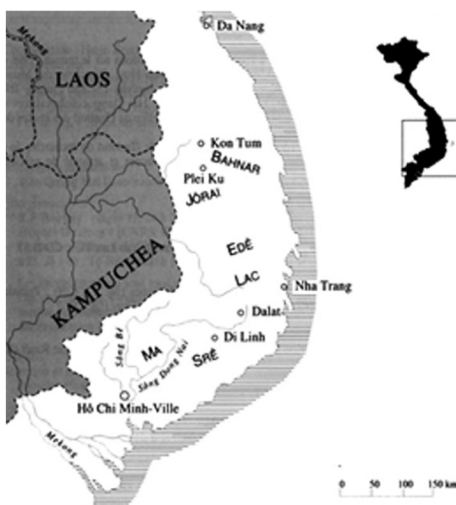 Da Nang
Mekong
LAOS
Kon Tum
BAHNAR
Plei Ku
JÖRAI
KAMPUCHEA
EDÊ
LAC
Nha Trang
Dalat
Sông Bé
MA
Sông Dong Nai
Di Linh
SRÊ
Hô Chi Minh-Ville
Mekong
0 50 100 150 km